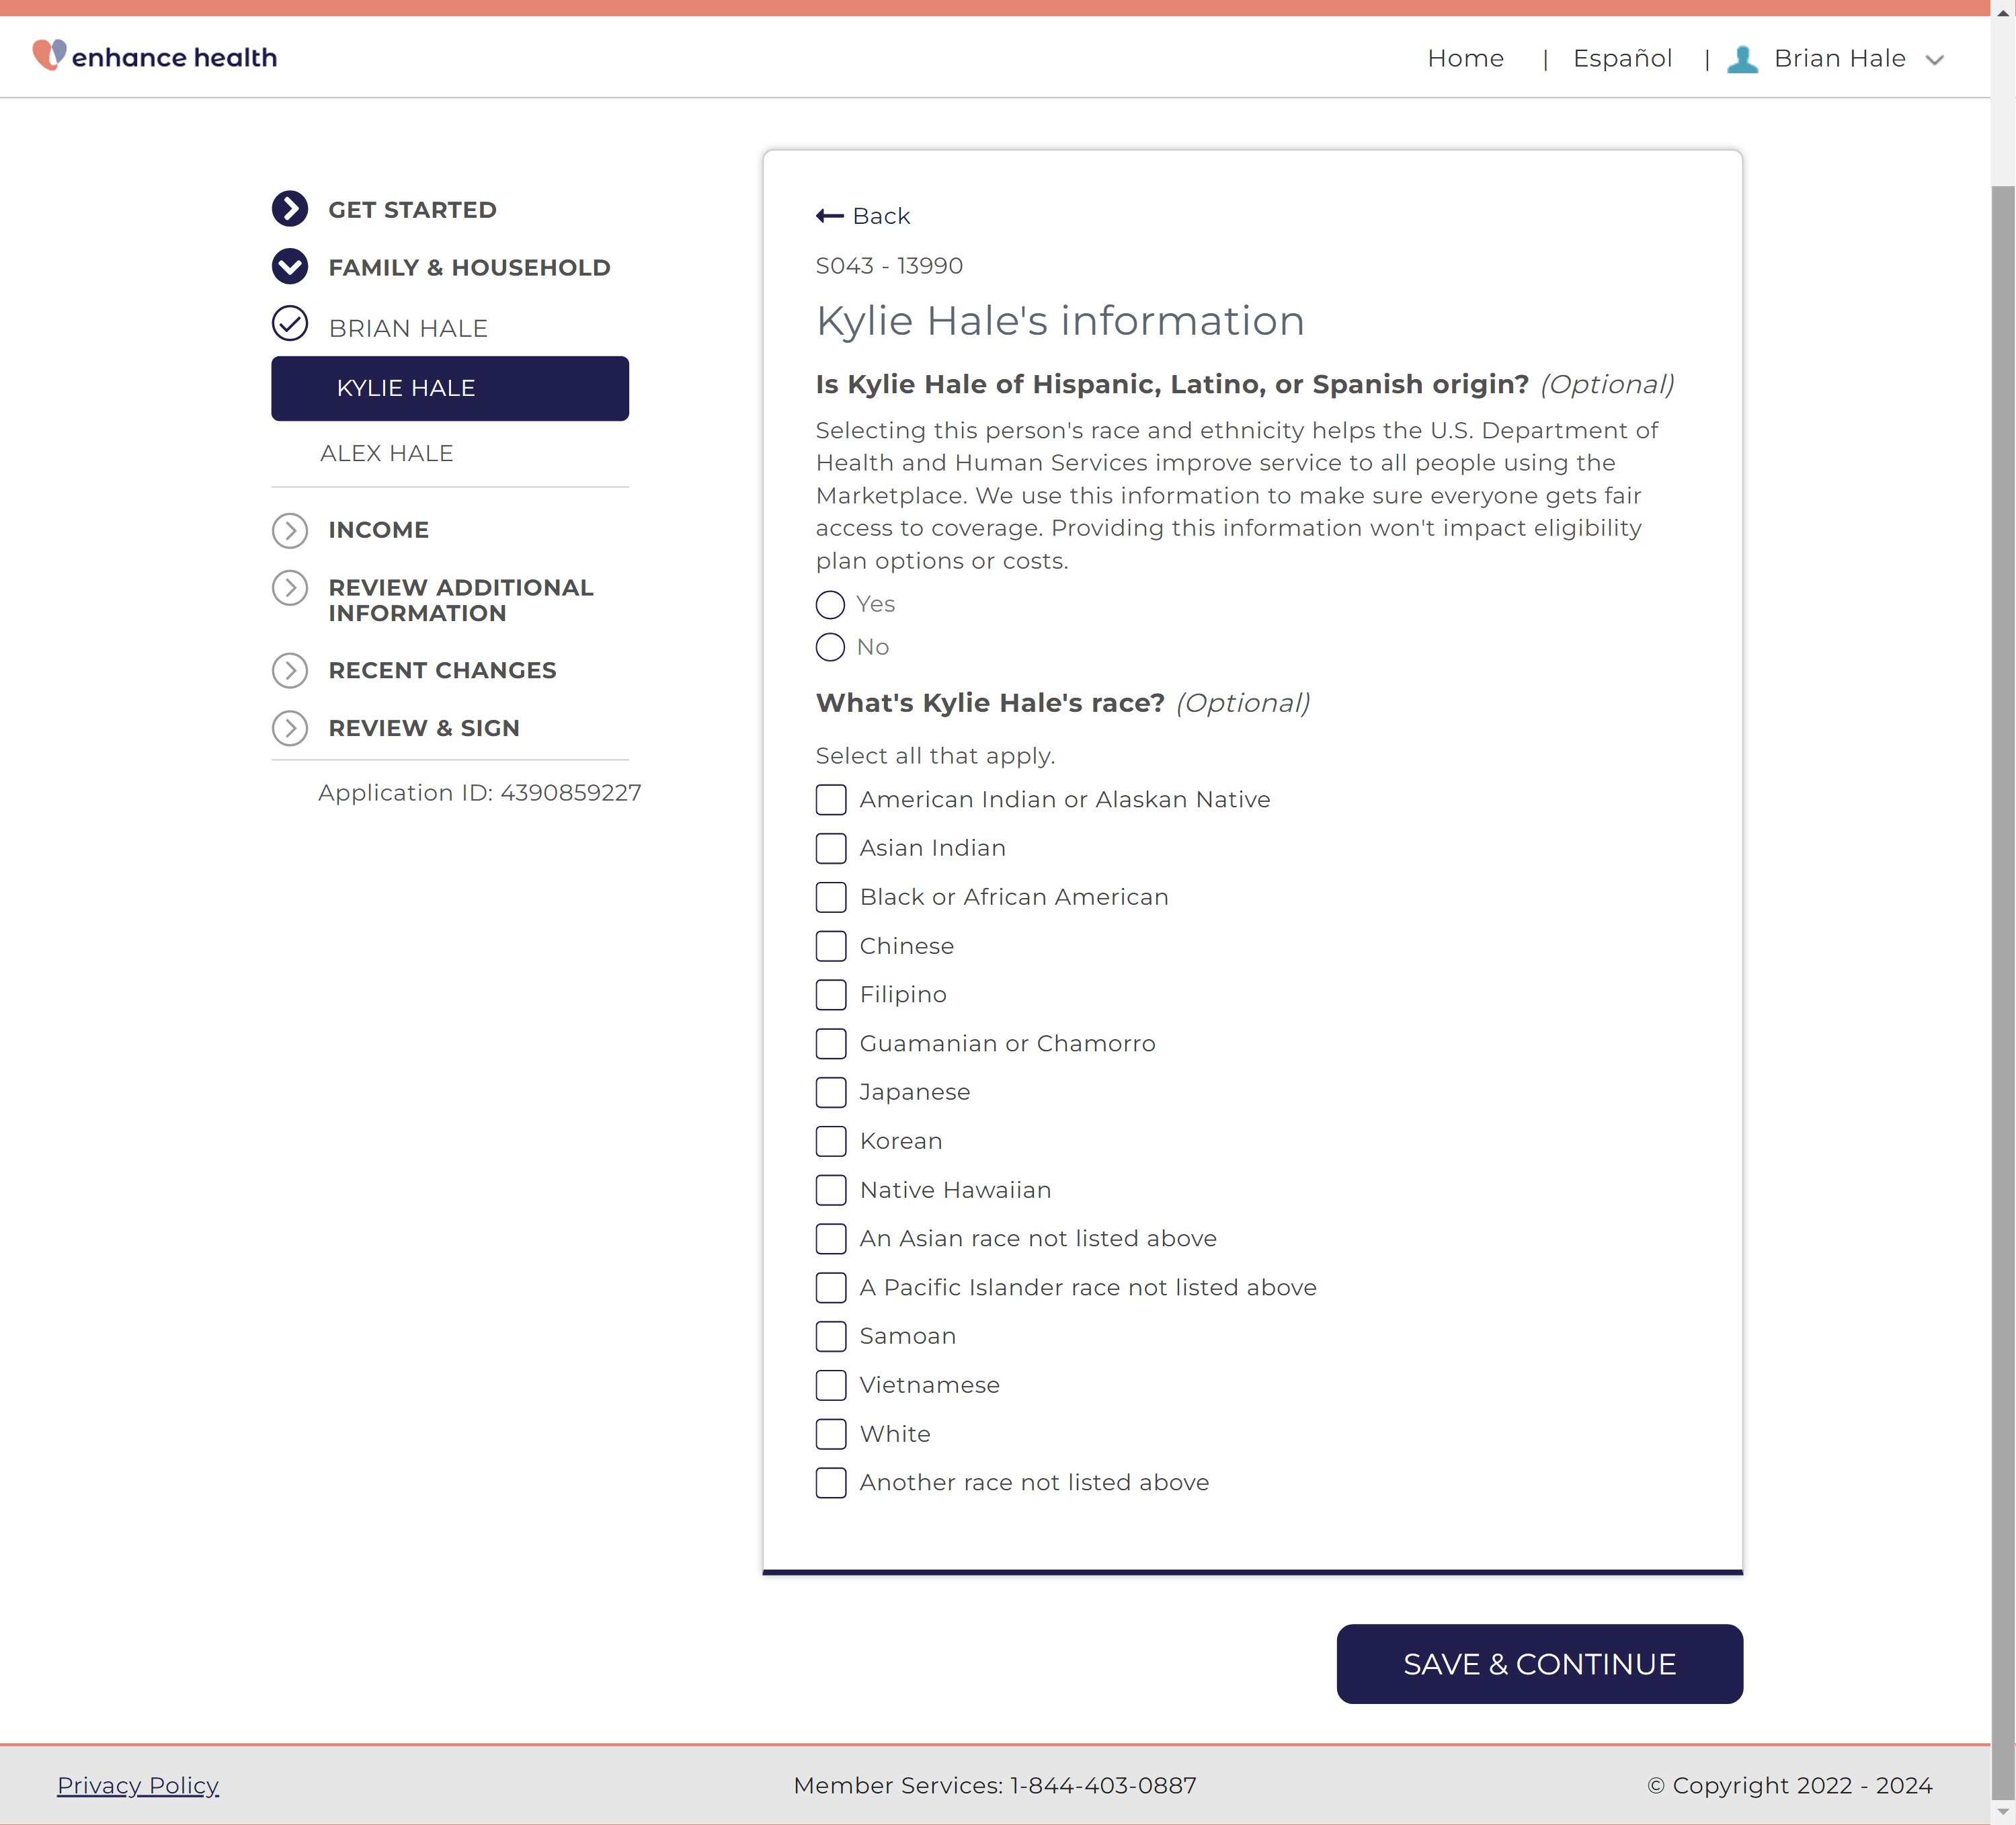 enhance health
Home | Español | Brian Hale
GET STARTED
FAMILY & HOUSEHOLD
BRIAN HALE
KYLIE HALE
ALEX HALE
INCOME
REVIEW ADDITIONAL
INFORMATION
RECENT CHANGES
REVIEW & SIGN
Application ID: 4390859227
Back
S043 - 13990
Kylie Hale's information
Is Kylie Hale of Hispanic, Latino, or Spanish origin? (Optional)
Selecting this person's race and ethnicity helps the U.S. Department of
Health and Human Services improve service to all people using the
Marketplace. We use this information to make sure everyone gets fair
access to coverage. Providing this information won't impact eligibility
plan options or costs.
Yes
No
What's Kylie Hale's race? (Optional)
Select all that apply.
American Indian or Alaskan Native
Asian Indian
Black or African American
Chinese
Filipino
Guamanian or Chamorro
Japanese
Korean
Native Hawaiian
An Asian race not listed above
A Pacific Islander race not listed above
Samoan
Vietnamese
White
Another race not listed above
SAVE & CONTINUE
Privacy Policy
Member Services: 1-844-403-0887
© Copyright 2022 - 2024